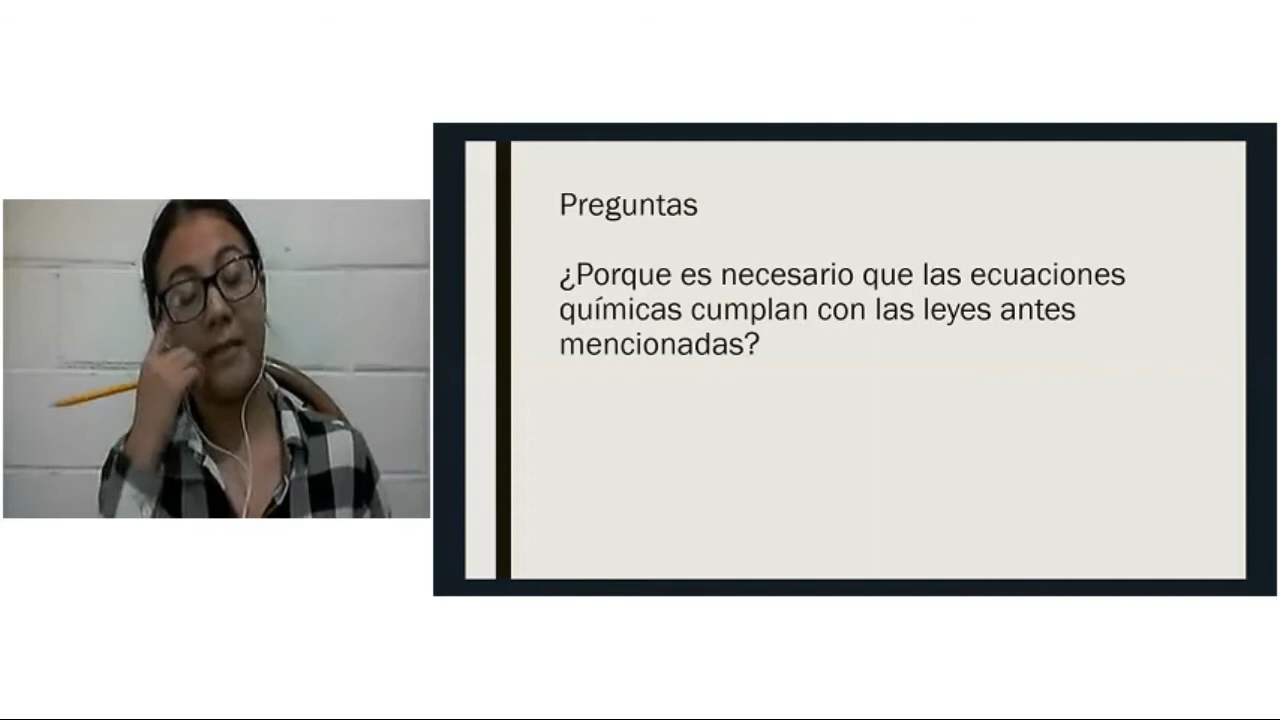 Preguntas
¿Porque es necesario que las ecuaciones
químicas cumplan con las leyes antes
mencionadas?